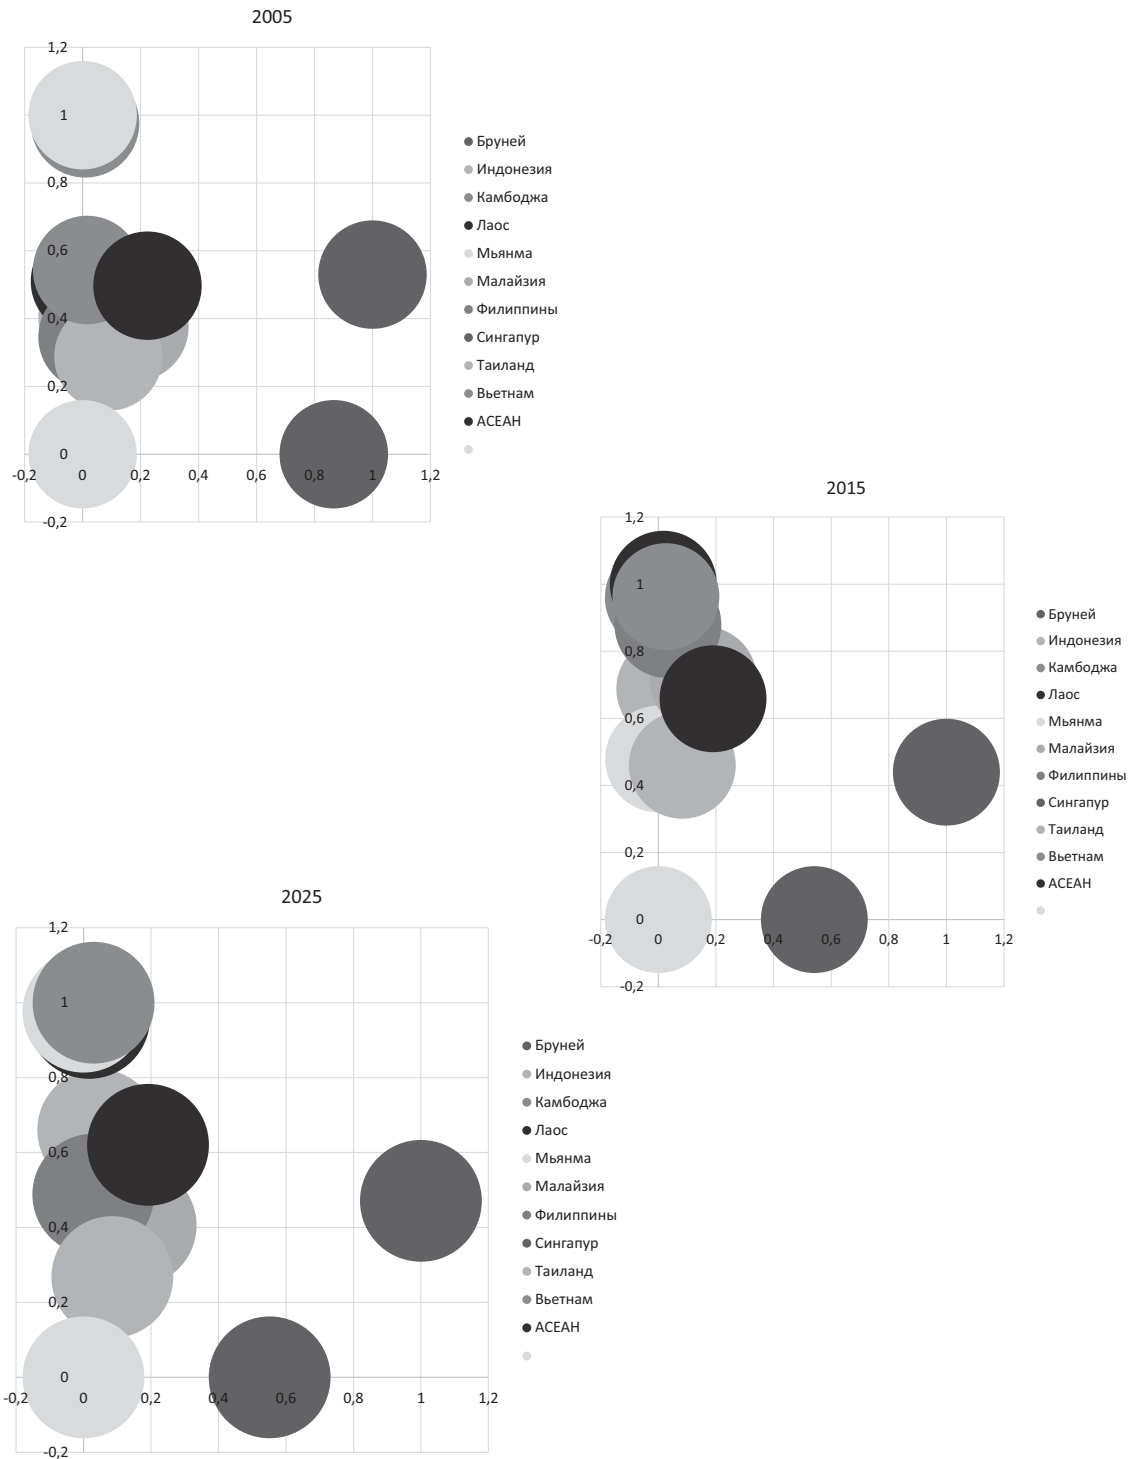 2005
1,2
1
0,8
0,6
0,4
0,2
0
-0,2
-0,2 0 0,2 0,4 0,6 0,8 1 1,2
Бруней
Индонезия
Камбоджа
Лаос
Мьянма
Малайзия
Филиппины
Сингапур
Таиланд
Вьетнам
АСЕАН
2015
1,2
1
0,8
0,6
0,4
0,2
0
-0,2
-0,2 0 0,2 0,4 0,6 0,8 1 1,2
Бруней
Индонезия
Камбоджа
Лаос
Мьянма
Малайзия
Филиппины
Сингапур
Таиланд
Вьетнам
АСЕАН
2025
1,2
1
0,8
0,6
0,4
0,2
0
-0,2
-0,2 0 0,2 0,4 0,6 0,8 1 1,2
Бруней
Индонезия
Камбоджа
Лаос
Мьянма
Малайзия
Филиппины
Сингапур
Таиланд
Вьетнам
АСЕАН